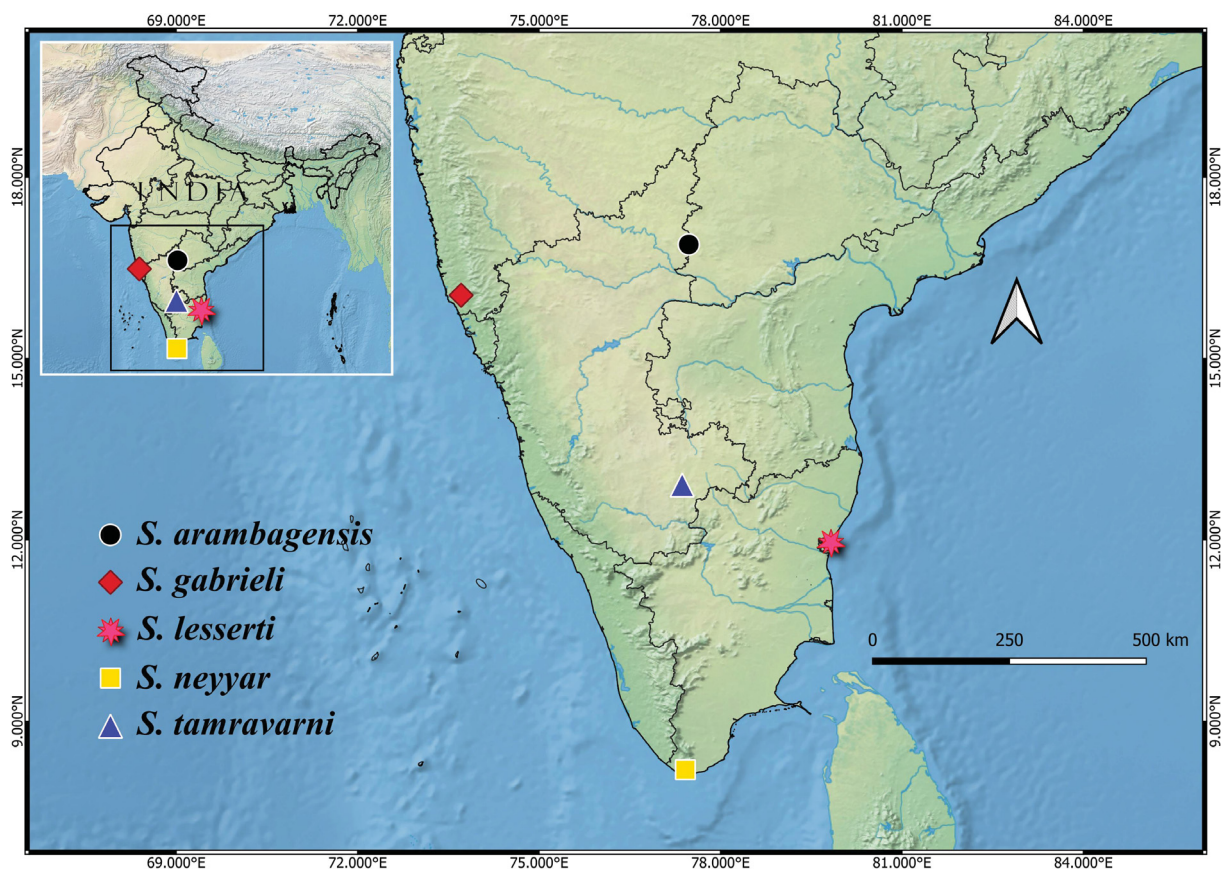 69.000°E 72.000°E 75.000°E 78.000°E 81.000°E 84.000°E
INDIA
18.000°N 18.000°N
15.000°N 15.000°N
12.000°N 12.000°N
9.000°N 9.000°N
S. arambagensis
S. gabrieli
S. lesserti
S. neyyar
S. tamravarni
0 250 500 km
69.000°E 72.000°E 75.000°E 78.000°E 81.000°E 84.000°E